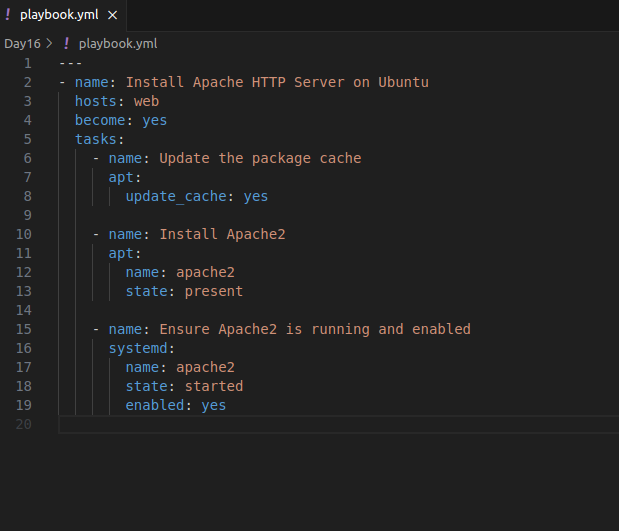 playbook.yml
Day16 > playbook.yml
1 ---
2 - name: Install Apache HTTP Server on Ubuntu
3   hosts: web
4   become: yes
5   tasks:
6     - name: Update the package cache
7       apt:
8         update_cache: yes
9
10     - name: Install Apache2
11       apt:
12         name: apache2
13         state: present
14
15     - name: Ensure Apache2 is running and enabled
16       systemd:
17         name: apache2
18         state: started
19         enabled: yes
20